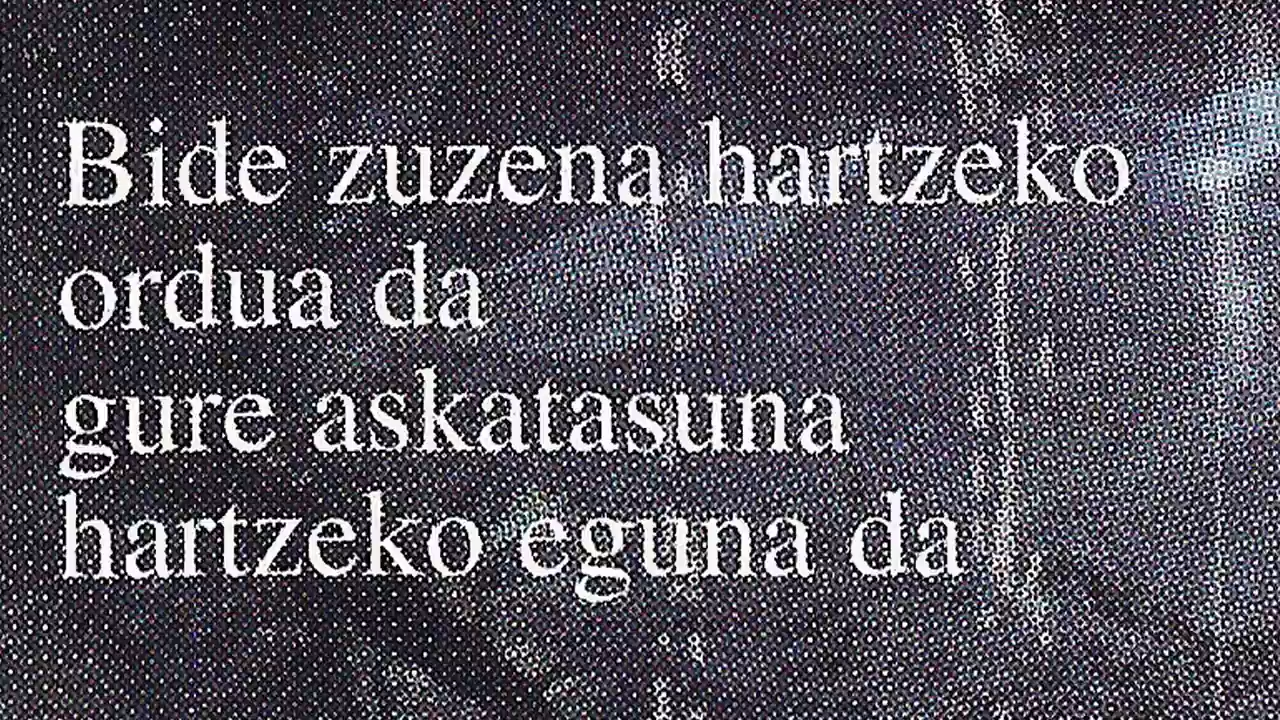 Bide zuzena hartzeko
ordua da
gure askatasuna
hartzeko eguna da